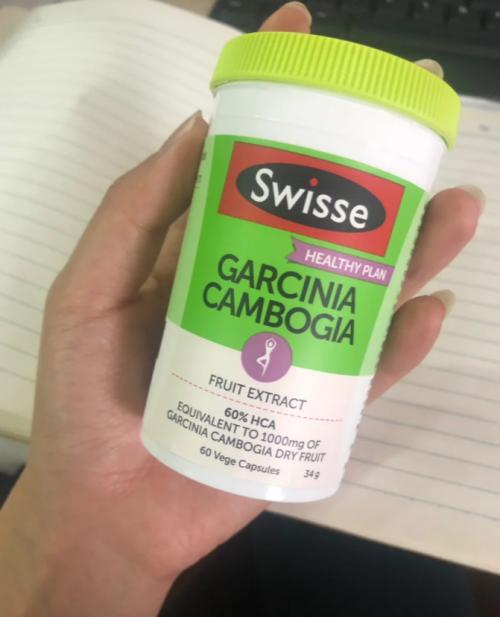 Swisse
HEALTHY PLAN
GARCINIA
CAMBOGIA
FRUIT EXTRACT
60% HCA
EQUIVALENT TO 1000mg OF
GARCINIA CAMBOGIA DRY FRUIT
60 Vege Capsules 34g